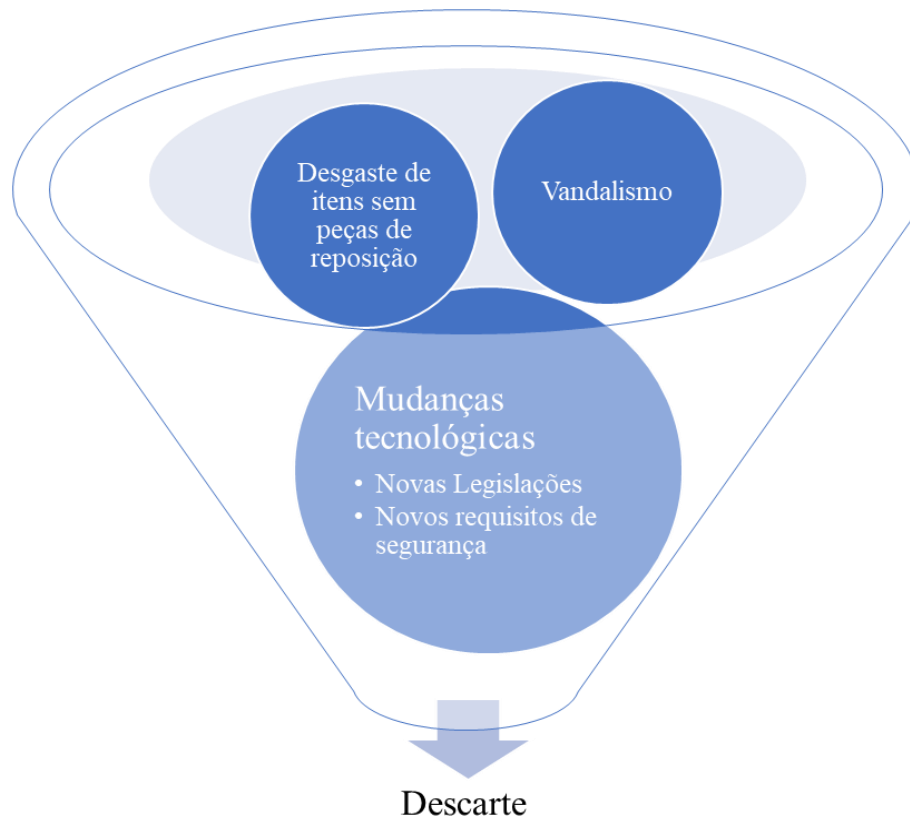 Desgaste de
itens sem
peças de
reposição
Vandalismo
Mudanças
tecnológicas
• Novas Legislações
• Novos requisitos de
segurança
Descarte